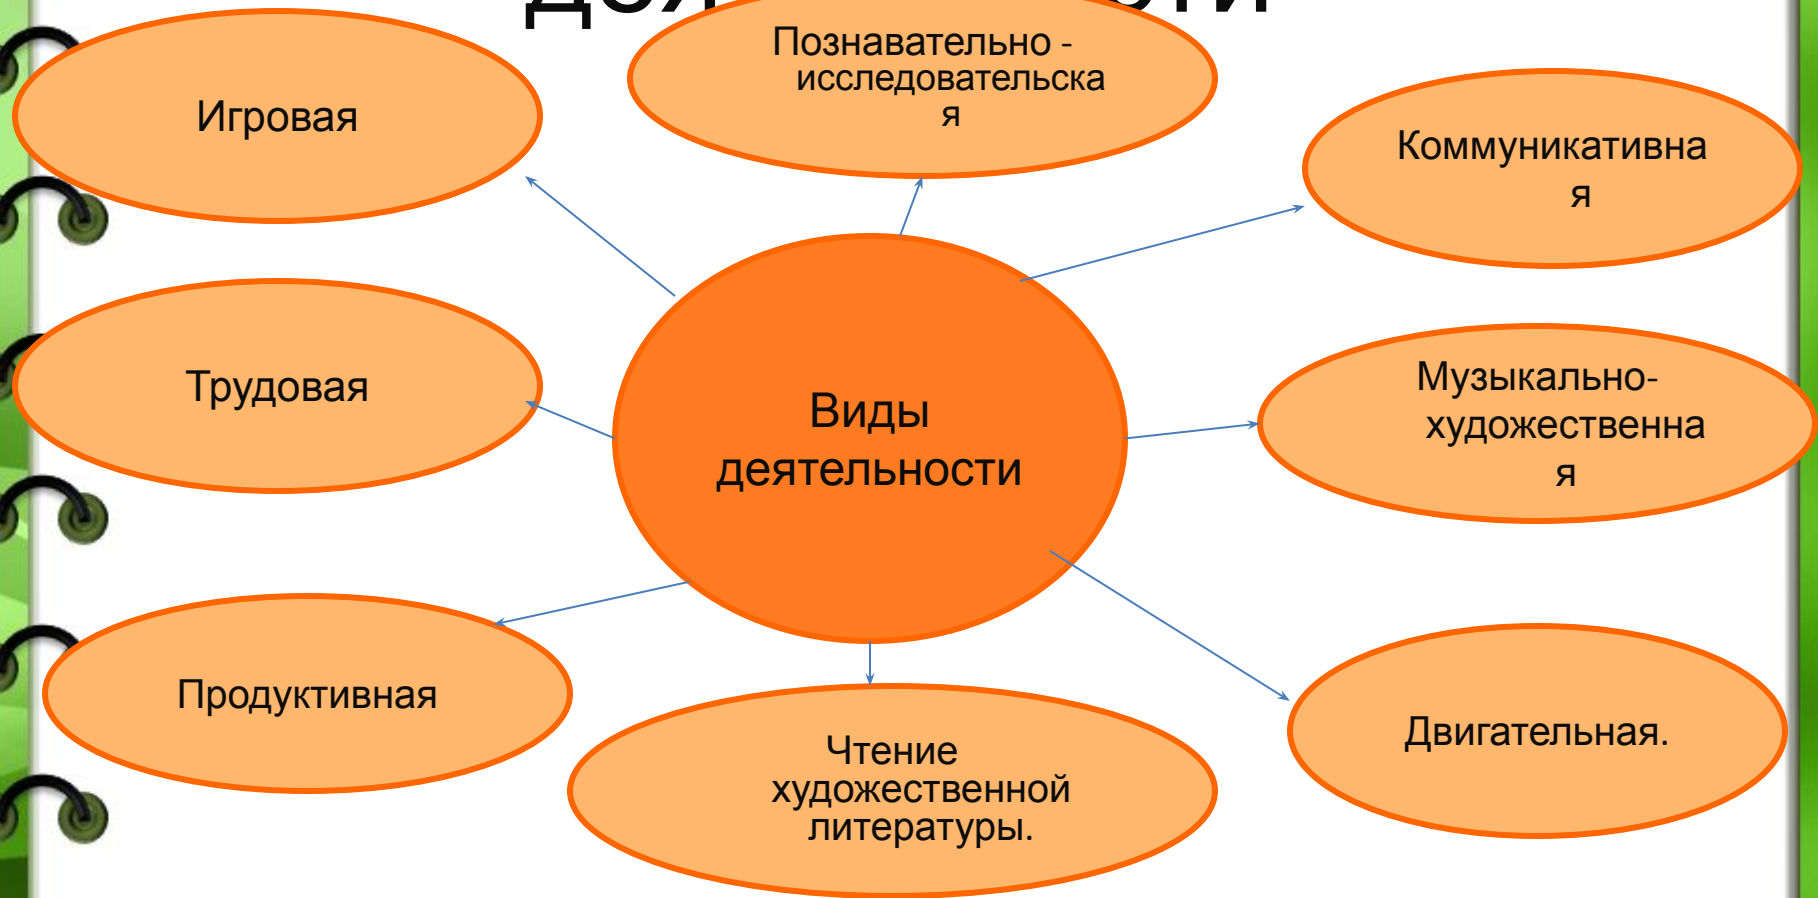 Познавательно -
исследовательска
я
Игровая
Коммуникативна
я
Трудовая
Виды
деятельности
Музыкально-
художественна
я
Продуктивная
Чтение
художественной
литературы.
Двигательная.